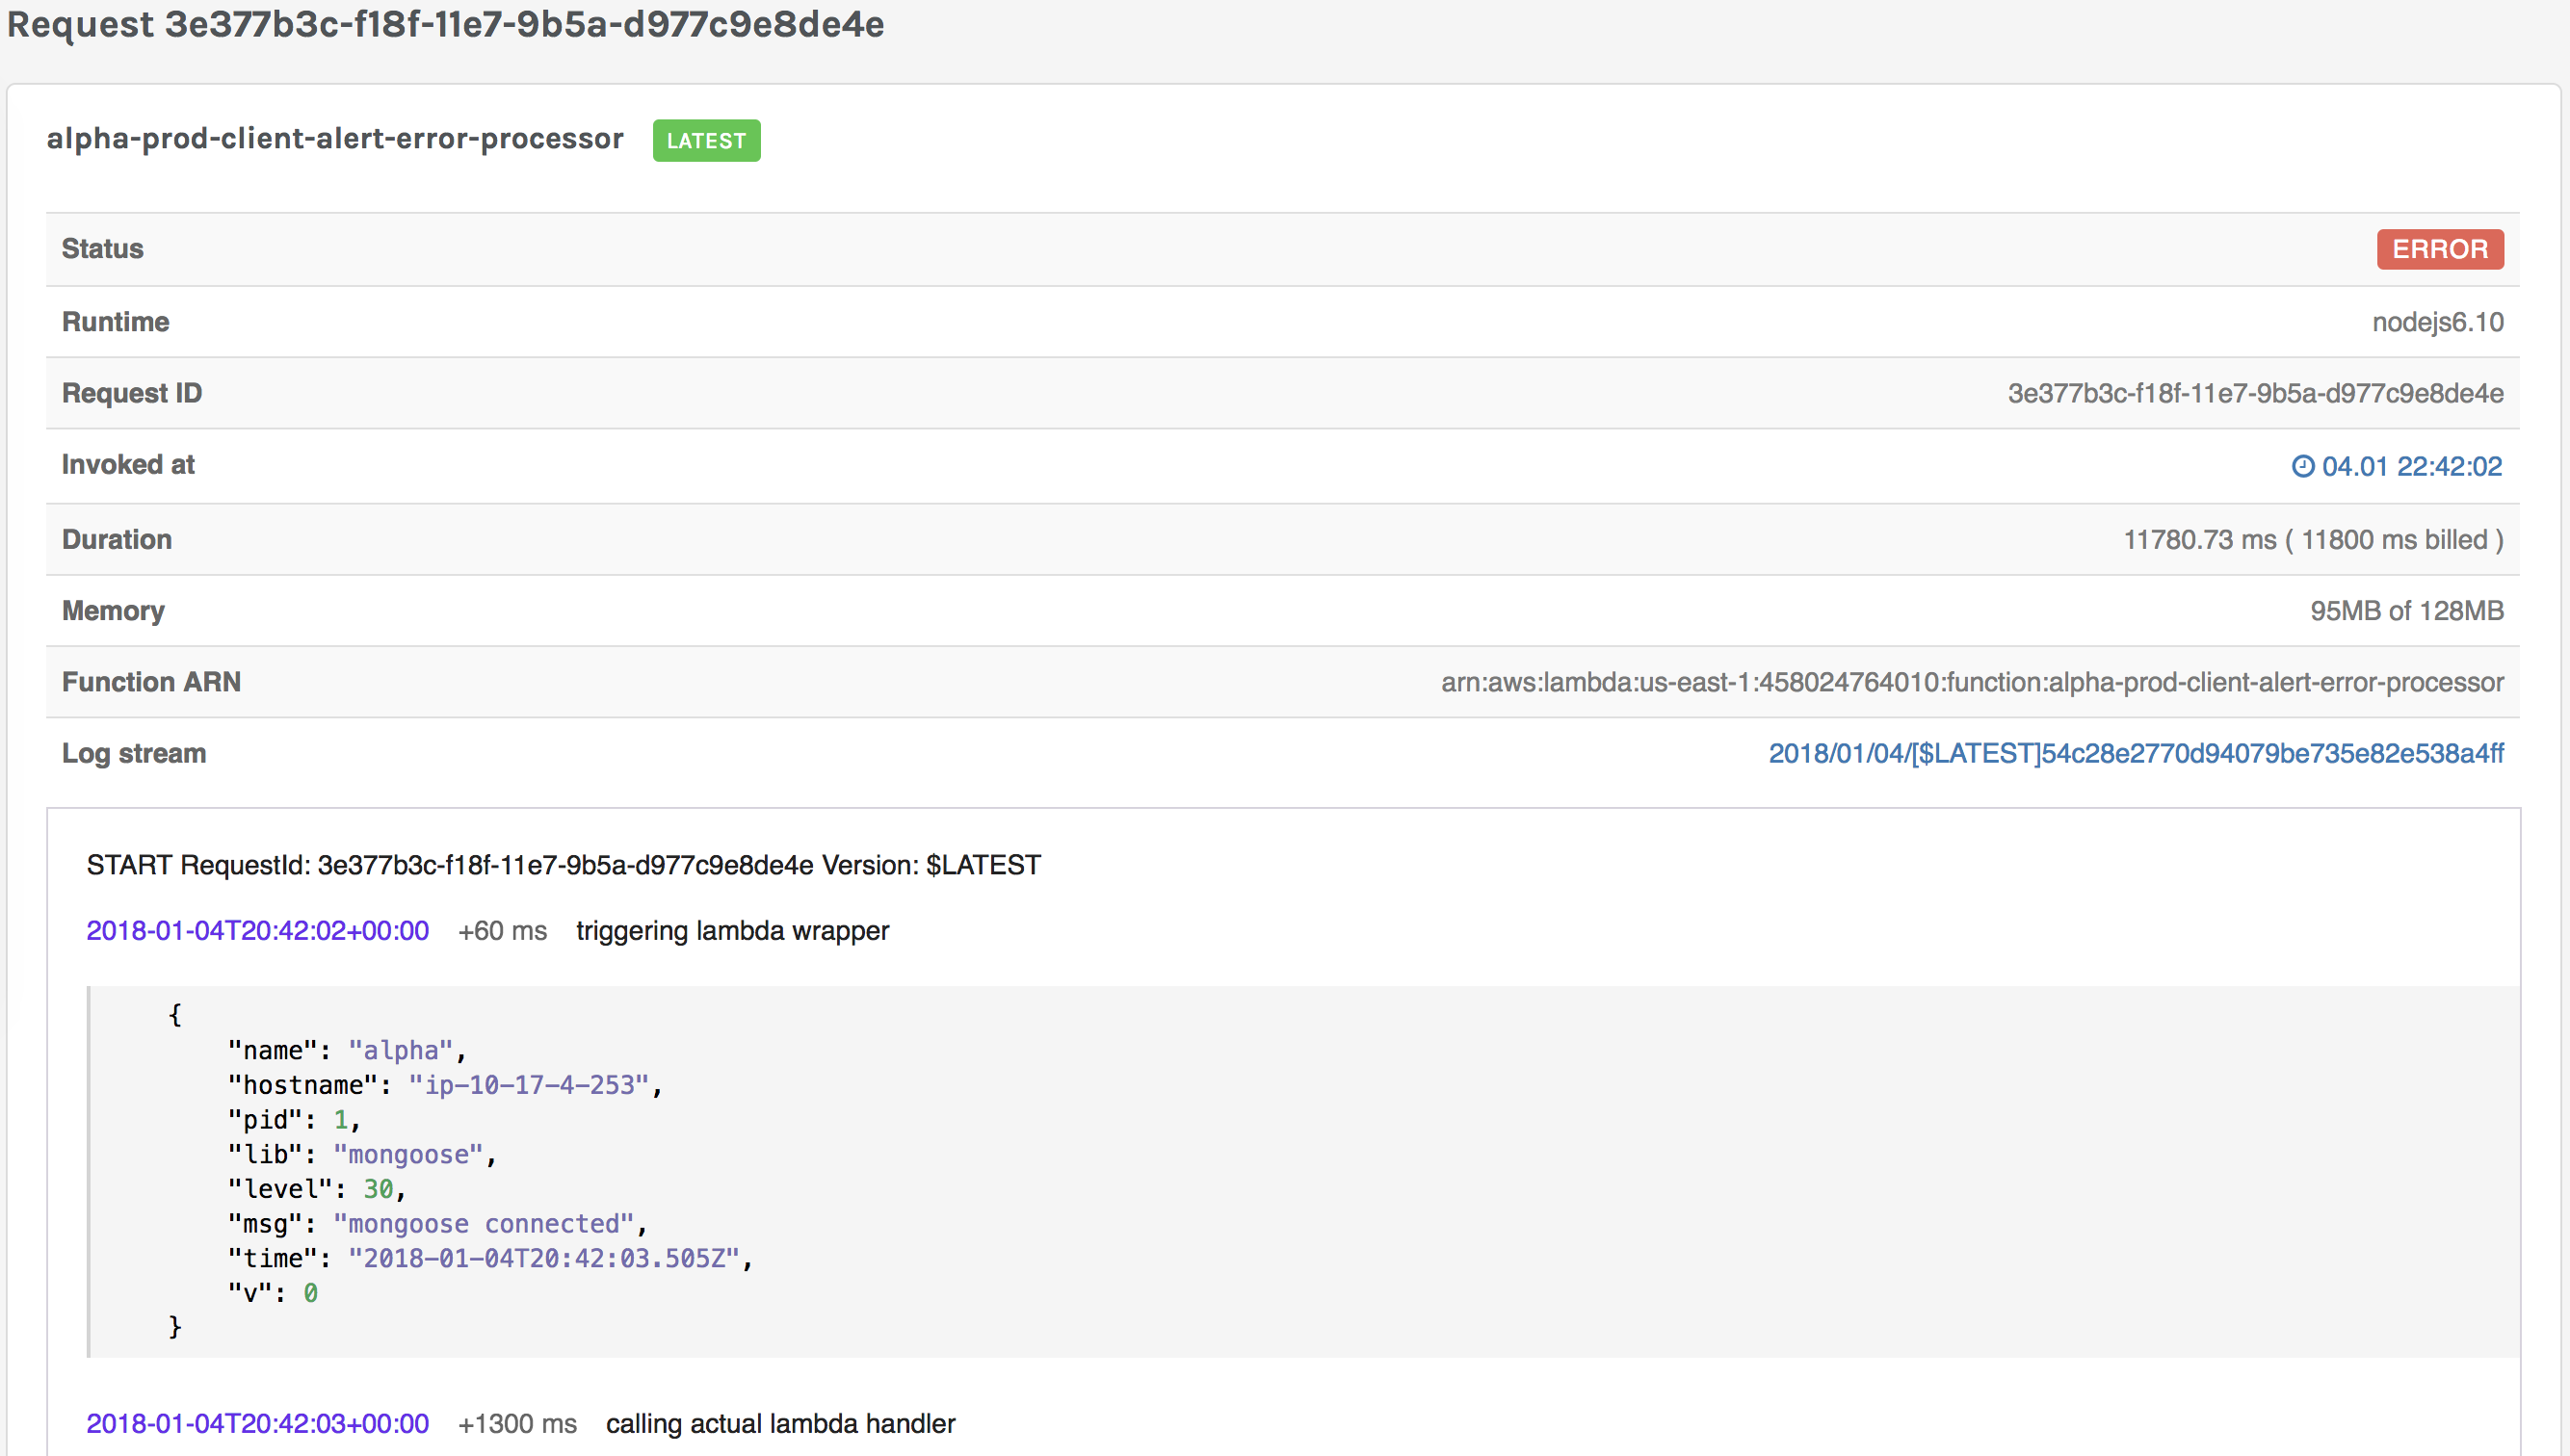 Request 3e377b3c-f18f-11e7-9b5a-d977c9e8de4e
alpha-prod-client-alert-error-processor LATEST
Status ERROR
Runtime nodejs6.10
Request ID 3e377b3c-f18f-11e7-9b5a-d977c9e8de4e
Invoked at 04.01 22:42:02
Duration 11780.73 ms ( 11800 ms billed )
Memory 95MB of 128MB
Function ARN arn:aws:lambda:us-east-1:458024764010:function:alpha-prod-client-alert-error-processor
Log stream 2018/01/04/[$LATEST]54c28e2770d94079be735e82e538a4ff
START RequestId: 3e377b3c-f18f-11e7-9b5a-d977c9e8de4e Version: $LATEST
2018-01-04T20:42:02+00:00 +60 ms triggering lambda wrapper
{
"name": "alpha",
"hostname": "ip-10-17-4-253",
"pid": 1,
"lib": "mongoose",
"level": 30,
"msg": "mongoose connected",
"time": "2018-01-04T20:42:03.505Z",
"v": 0
}
2018-01-04T20:42:03+00:00 +1300 ms calling actual lambda handler